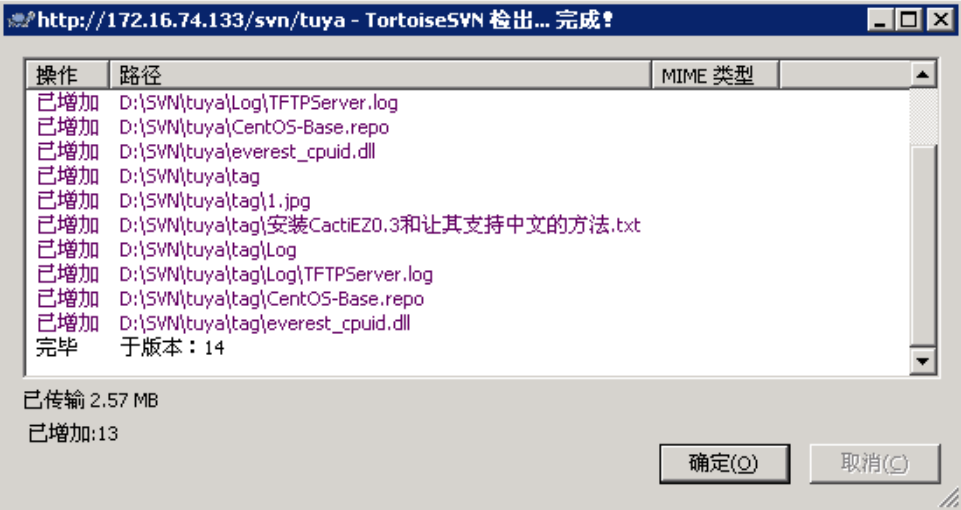 http://172.16.74.133/svn/tuya - TortoiseSVN 检出... 完成!
操作 路径 MIME 类型
已增加 D:\SVN\tuya\Log\TFTPServer.log
已增加 D:\SVN\tuya\CentOS-Base.repo
已增加 D:\SVN\tuya\everest_cpuid.dll
已增加 D:\SVN\tuya\tag
已增加 D:\SVN\tuya\tag\1.jpg
已增加 D:\SVN\tuya\tag\安装CactiEZ0.3和让其支持中文的方法.txt
已增加 D:\SVN\tuya\tag\Log
已增加 D:\SVN\tuya\tag\Log\TFTPServer.log
已增加 D:\SVN\tuya\tag\CentOS-Base.repo
已增加 D:\SVN\tuya\tag\everest_cpuid.dll
完毕 于版本：14
已传输 2.57 MB
已增加:13
确定(O) 取消(C)